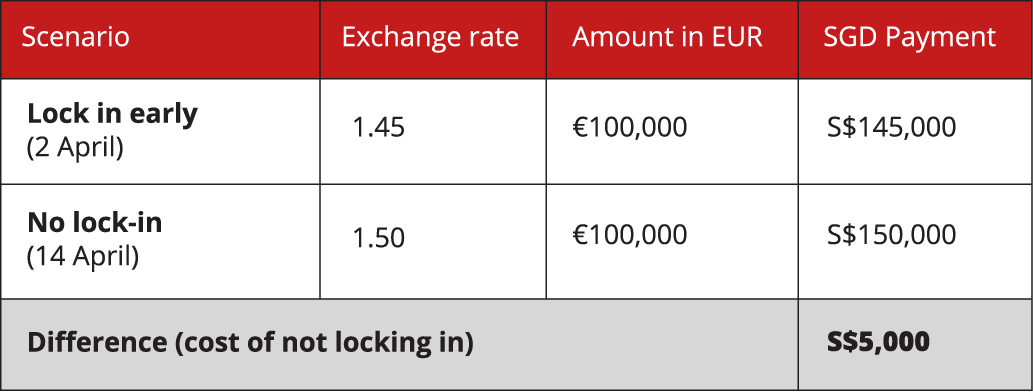 Scenario Exchange rate Amount in EUR SGD Payment
Lock in early
(2 April) 1.45 €100,000 S$145,000
No lock-in
(14 April) 1.50 €100,000 S$150,000
Difference (cost of not locking in) S$5,000